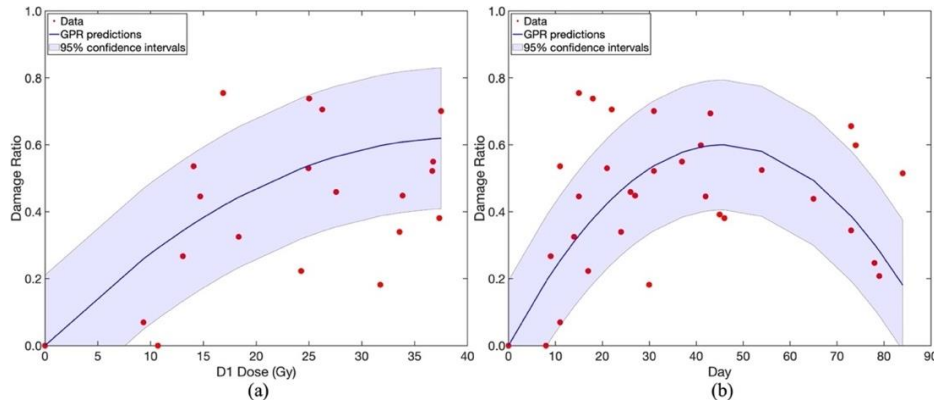 Data
GPR predictions
95% confidence intervals
1.0
0.8
0.6
0.4
0.2
0.0
Damage Ratio
0 5 10 15 20 25 30 35 40
D1 Dose (Gy)
(a)
Data
GPR predictions
95% confidence intervals
1.0
0.8
0.6
0.4
0.2
0.0
Damage Ratio
0 10 20 30 40 50 60 70 80 90
Day
(b)